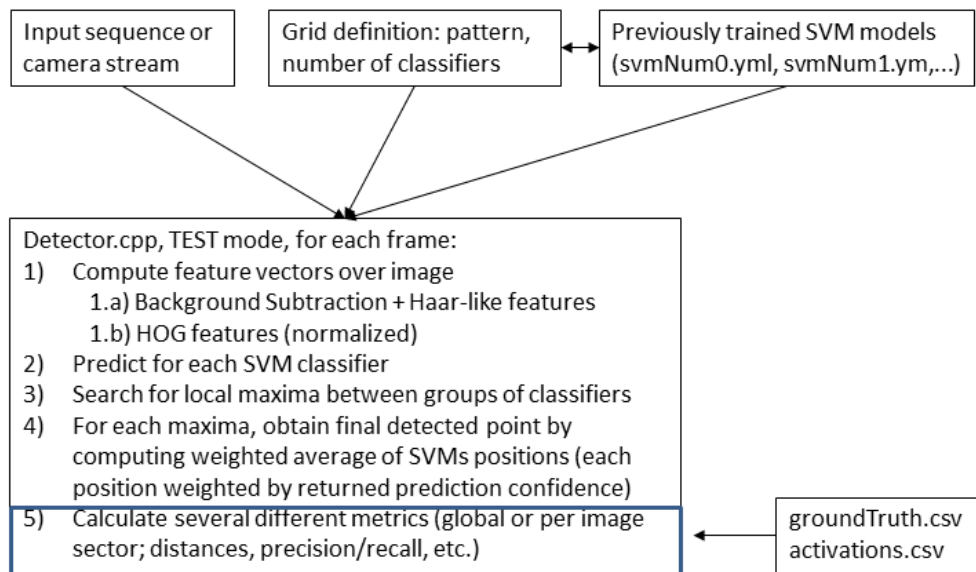 Input sequence or
camera stream
Grid definition: pattern,
number of classifiers
Previously trained SVM models
(svmNum0.yml, svmNum1.ym,...)
Detector.cpp, TEST mode, for each frame:
1) Compute feature vectors over image
1.a) Background Subtraction + Haar-like features
1.b) HOG features (normalized)
2) Predict for each SVM classifier
3) Search for local maxima between groups of classifiers
4) For each maxima, obtain final detected point by
computing weighted average of SVMs positions (each
position weighted by returned prediction confidence)
5) Calculate several different metrics (global or per image
sector; distances, precision/recall, etc.)
groundTruth.csv
activations.csv